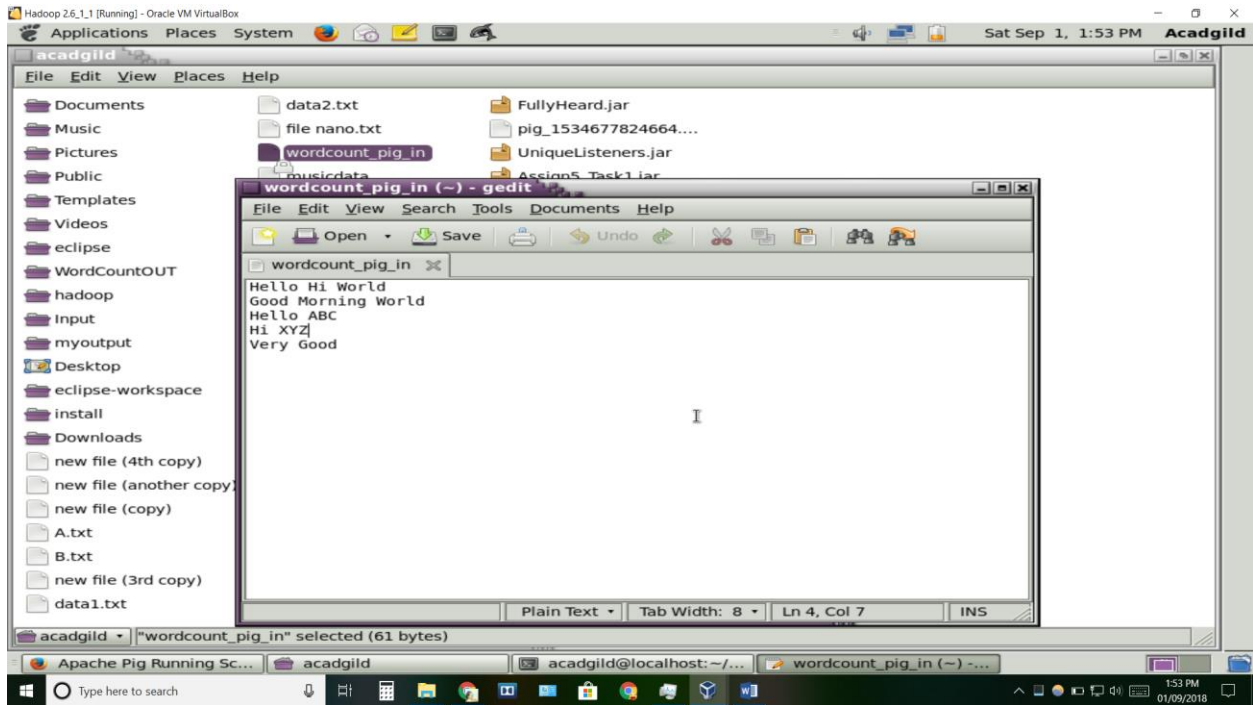 Hadoop 2.6_1_1 [Running] - Oracle VM VirtualBox
Applications Places System Sat Sep 1, 1:53 PM Acadgild
acadgild
File Edit View Places Help
Documents data2.txt FullyHeard.jar
Music file nano.txt pig_1534677824664....
Pictures wordcount_pig_in UniqueListeners.jar
Public musicdata Assign5_Task1.jar
Templates
Videos
eclipse
WordCountOUT
hadoop
Input
myoutput
Desktop
eclipse-workspace
install
Downloads
new file (4th copy)
new file (another copy)
new file (copy)
A.txt
B.txt
new file (3rd copy)
data1.txt
wordcount_pig_in (~) - gedit
File Edit View Search Tools Documents Help
Open Save Undo
wordcount_pig_in
Hello Hi World
Good Morning World
Hello ABC
Hi XYZ
Very Good
Plain Text Tab Width: 8 Ln 4, Col 7 INS
acadgild "wordcount_pig_in" selected (61 bytes)
Apache Pig Running Sc... acadgild acadgild@localhost:~/... wordcount_pig_in (~) -...
Type here to search 1:53 PM
01/09/2018